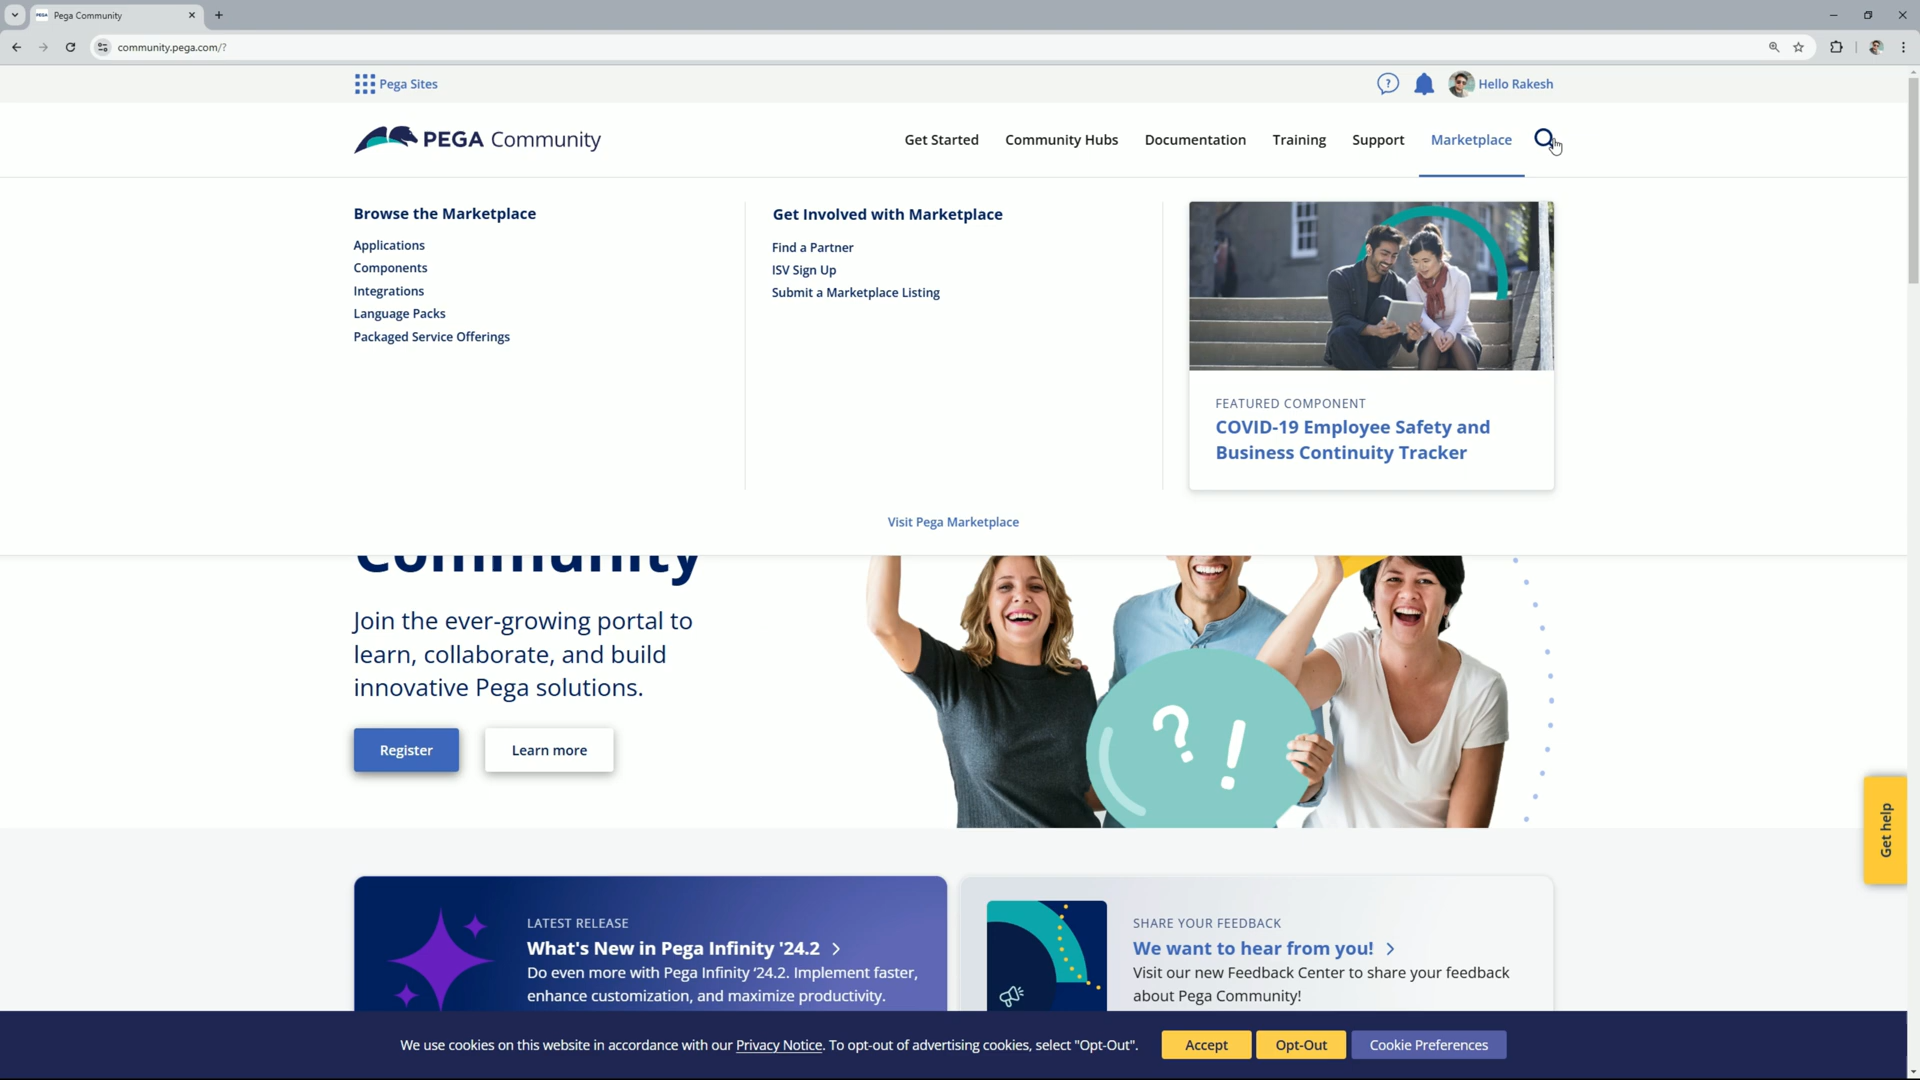 Pega Community
community.pega.com/?
Pega Sites
Hello Rakesh
PEGA Community
Get Started
Community Hubs
Documentation
Training
Support
Marketplace
Browse the Marketplace
Applications
Components
Integrations
Language Packs
Packaged Service Offerings
Get Involved with Marketplace
Find a Partner
ISV Sign Up
Submit a Marketplace Listing
FEATURED COMPONENT
COVID-19 Employee Safety and
Business Continuity Tracker
Visit Pega Marketplace
Community
Join the ever-growing portal to
learn, collaborate, and build
innovative Pega solutions.
Register
Learn more
? !
Get help
LATEST RELEASE
What's New in Pega Infinity '24.2
Do even more with Pega Infinity '24.2. Implement faster,
enhance customization, and maximize productivity.
SHARE YOUR FEEDBACK
We want to hear from you!
Visit our new Feedback Center to share your feedback
about Pega Community!
We use cookies on this website in accordance with our Privacy Notice. To opt-out of advertising cookies, select "Opt-Out".
Accept
Opt-Out
Cookie Preferences